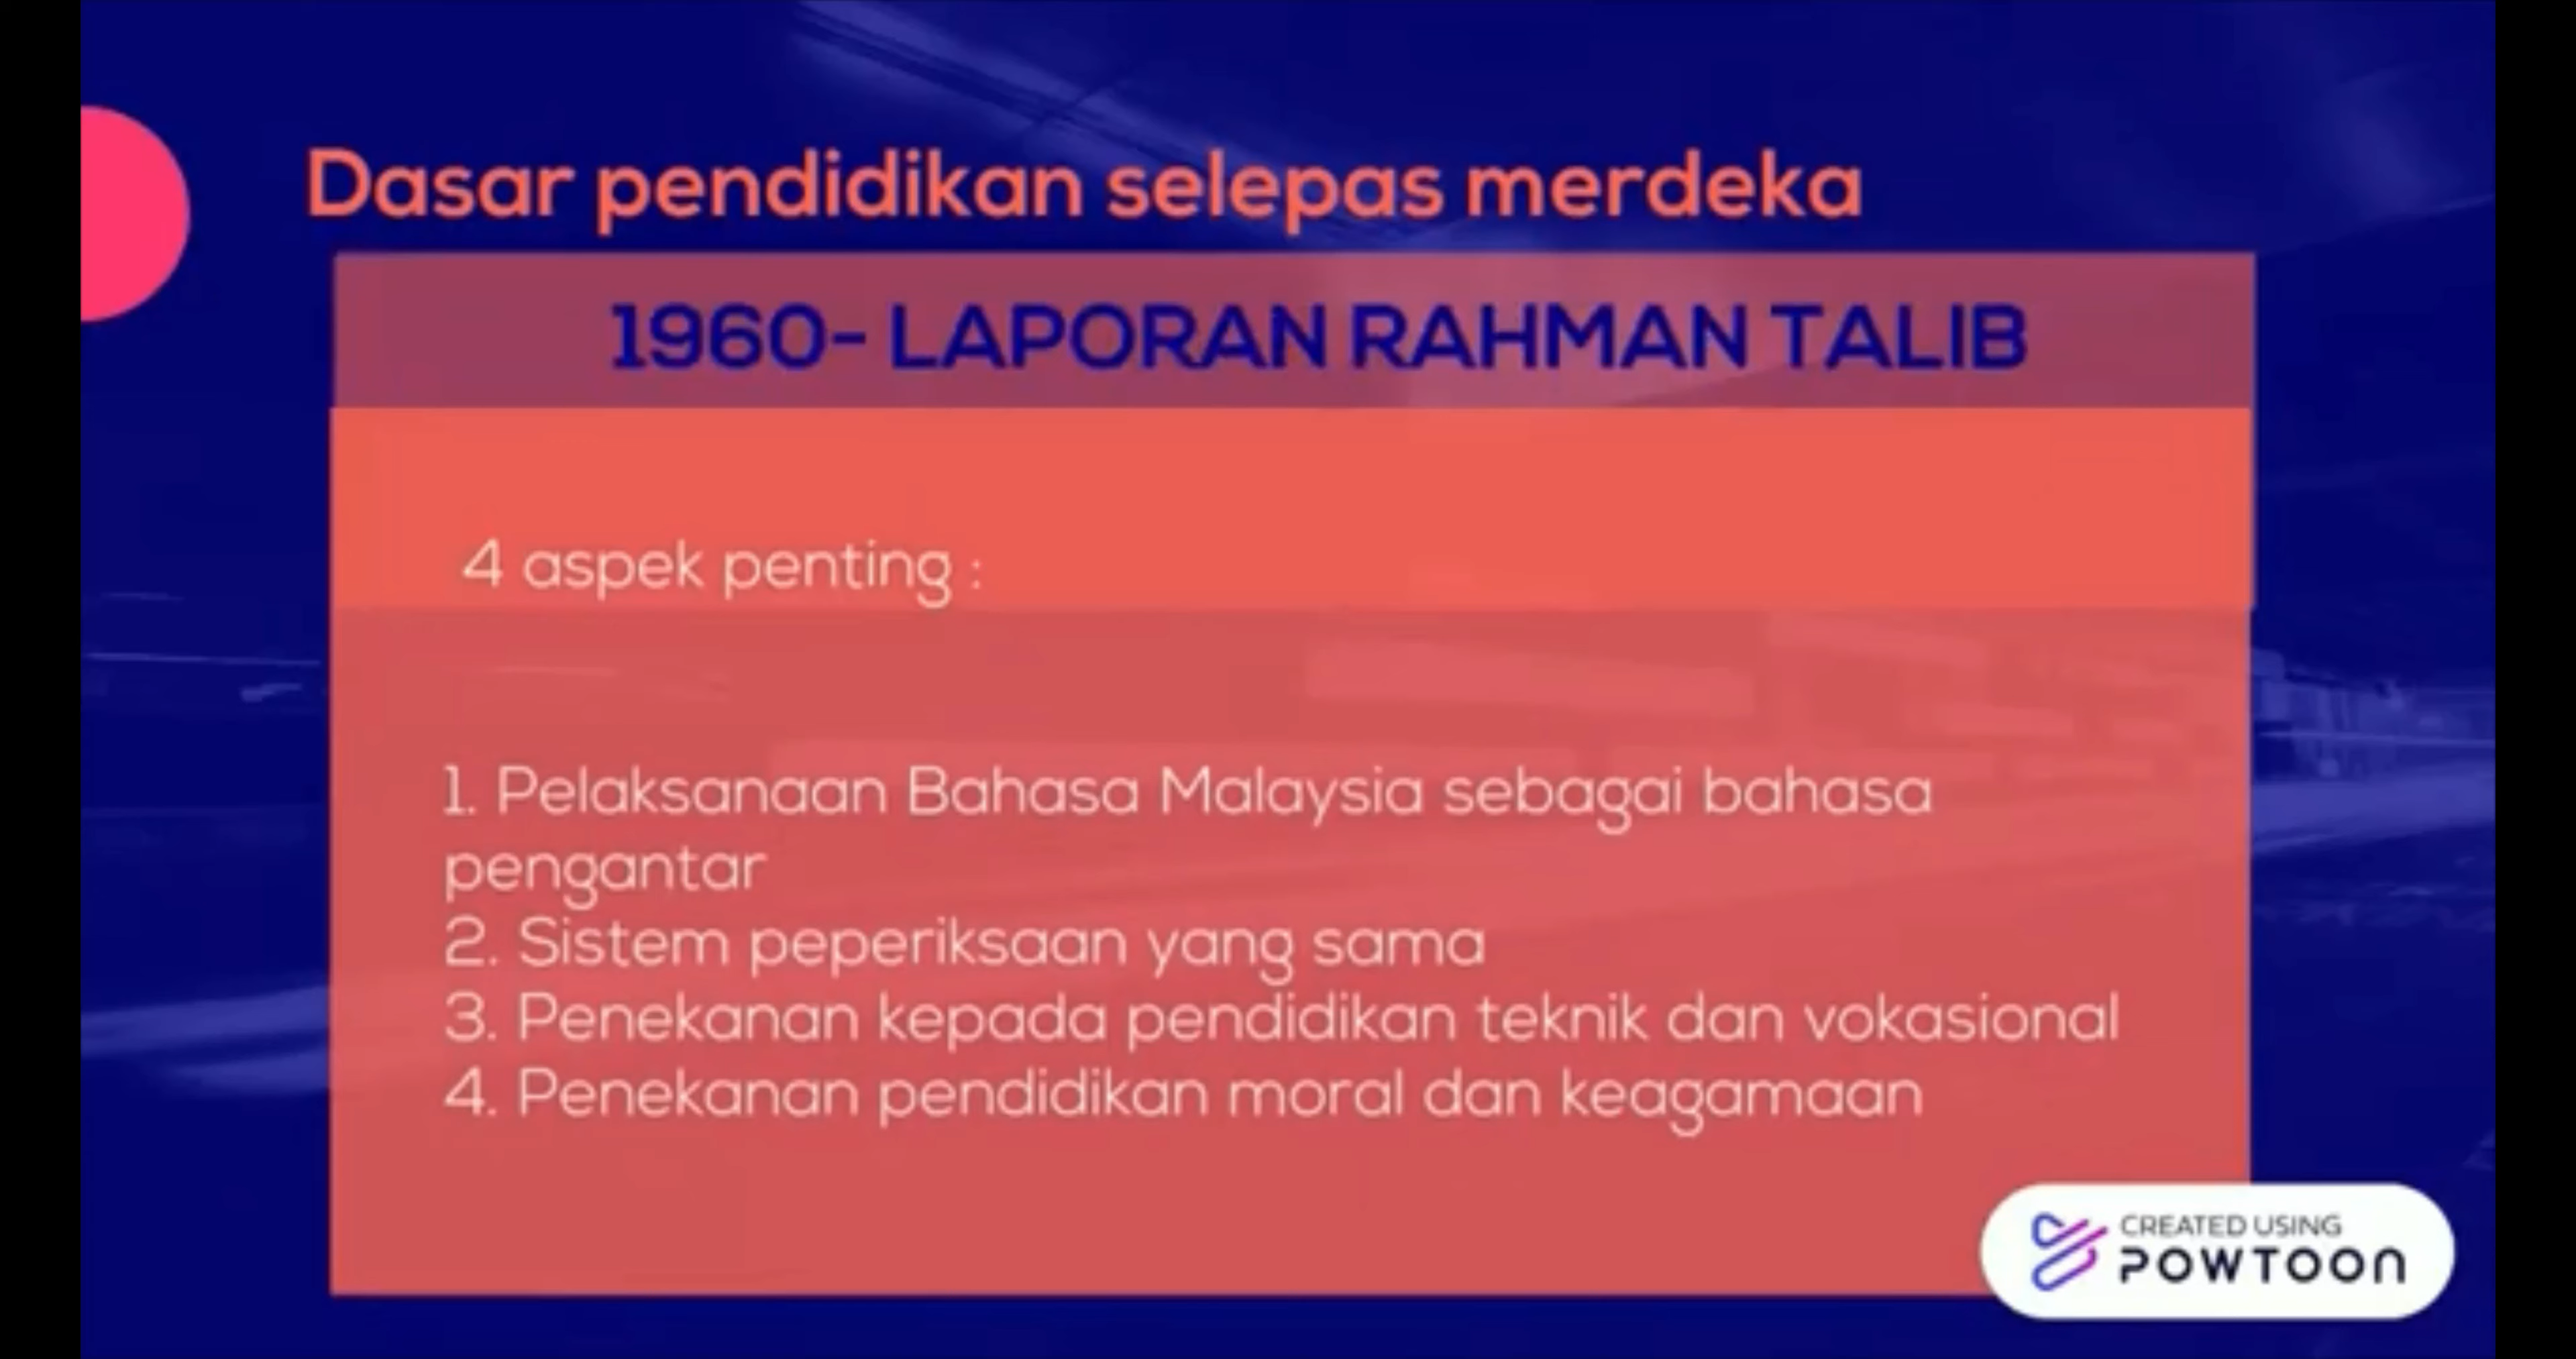 Dasar pendidikan selepas merdeka
1960- LAPORAN RAHMAN TALIB
4 aspek penting :
1. Pelaksanaan Bahasa Malaysia sebagai bahasa
pengantar
2. Sistem peperiksaan yang sama
3. Penekanan kepada pendidikan teknik dan vokasional
4. Penekanan pendidikan moral dan keagamaan
CREATED USING
POWTOON